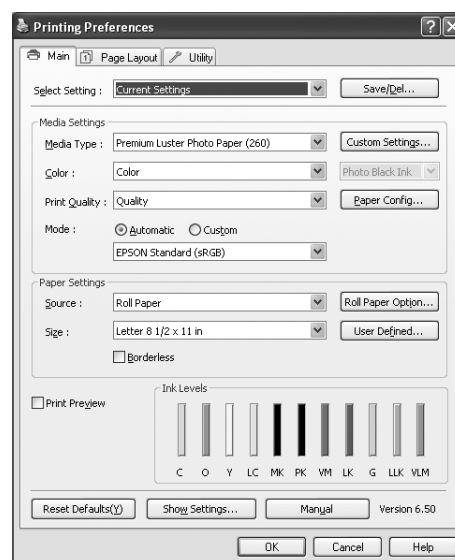 Printing Preferences
Main Page Layout Utility
Select Setting : Current Settings Save/Del...
Media Settings
Media Type : Premium Luster Photo Paper (260) Custom Settings...
Color : Color Photo Black Ink
Print Quality : Quality Paper Config...
Mode : Automatic Custom
EPSON Standard (sRGB)
Paper Settings
Source : Roll Paper Roll Paper Option...
Size : Letter 8 1/2 x 11 in User Defined...
Borderless
Print Preview
Ink Levels
C O Y LC MK PK VM LK G LLK VLM
Reset Defaults(Y) Show Settings... Manual Version 6.50
OK Cancel Help